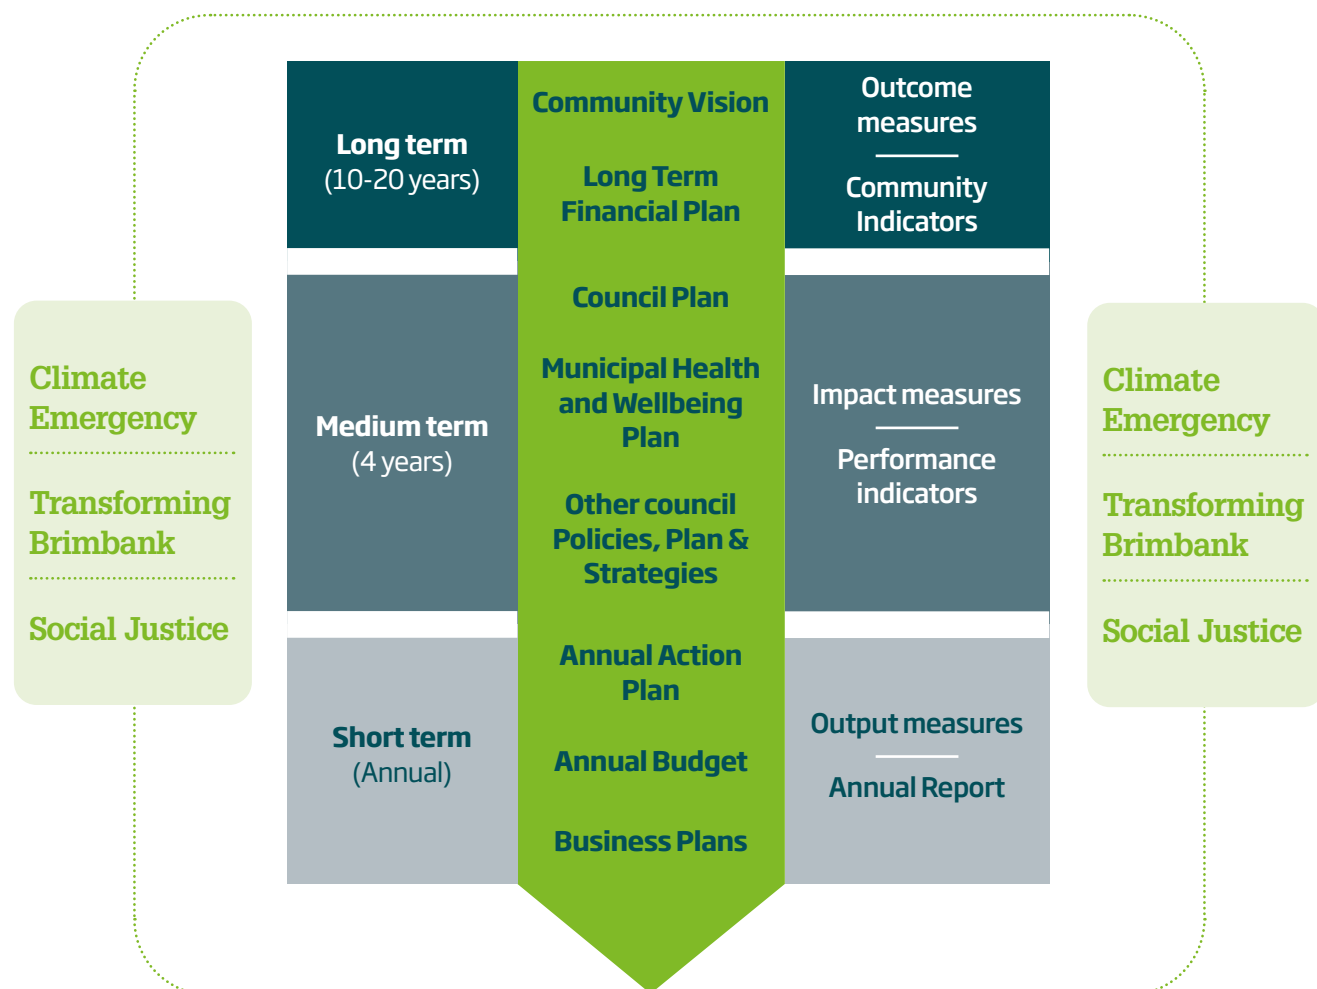 Climate
Emergency
Transforming
Brimbank
Social Justice
Long term
(10-20 years)
Community Vision
Long Term
Financial Plan
Outcome
measures
Community
Indicators
Medium term
(4 years)
Council Plan
Municipal Health
and Wellbeing
Plan
Other council
Policies, Plan &
Strategies
Impact measures
Performance
indicators
Short term
(Annual)
Annual Action
Plan
Annual Budget
Business Plans
Output measures
Annual Report
Climate
Emergency
Transforming
Brimbank
Social Justice